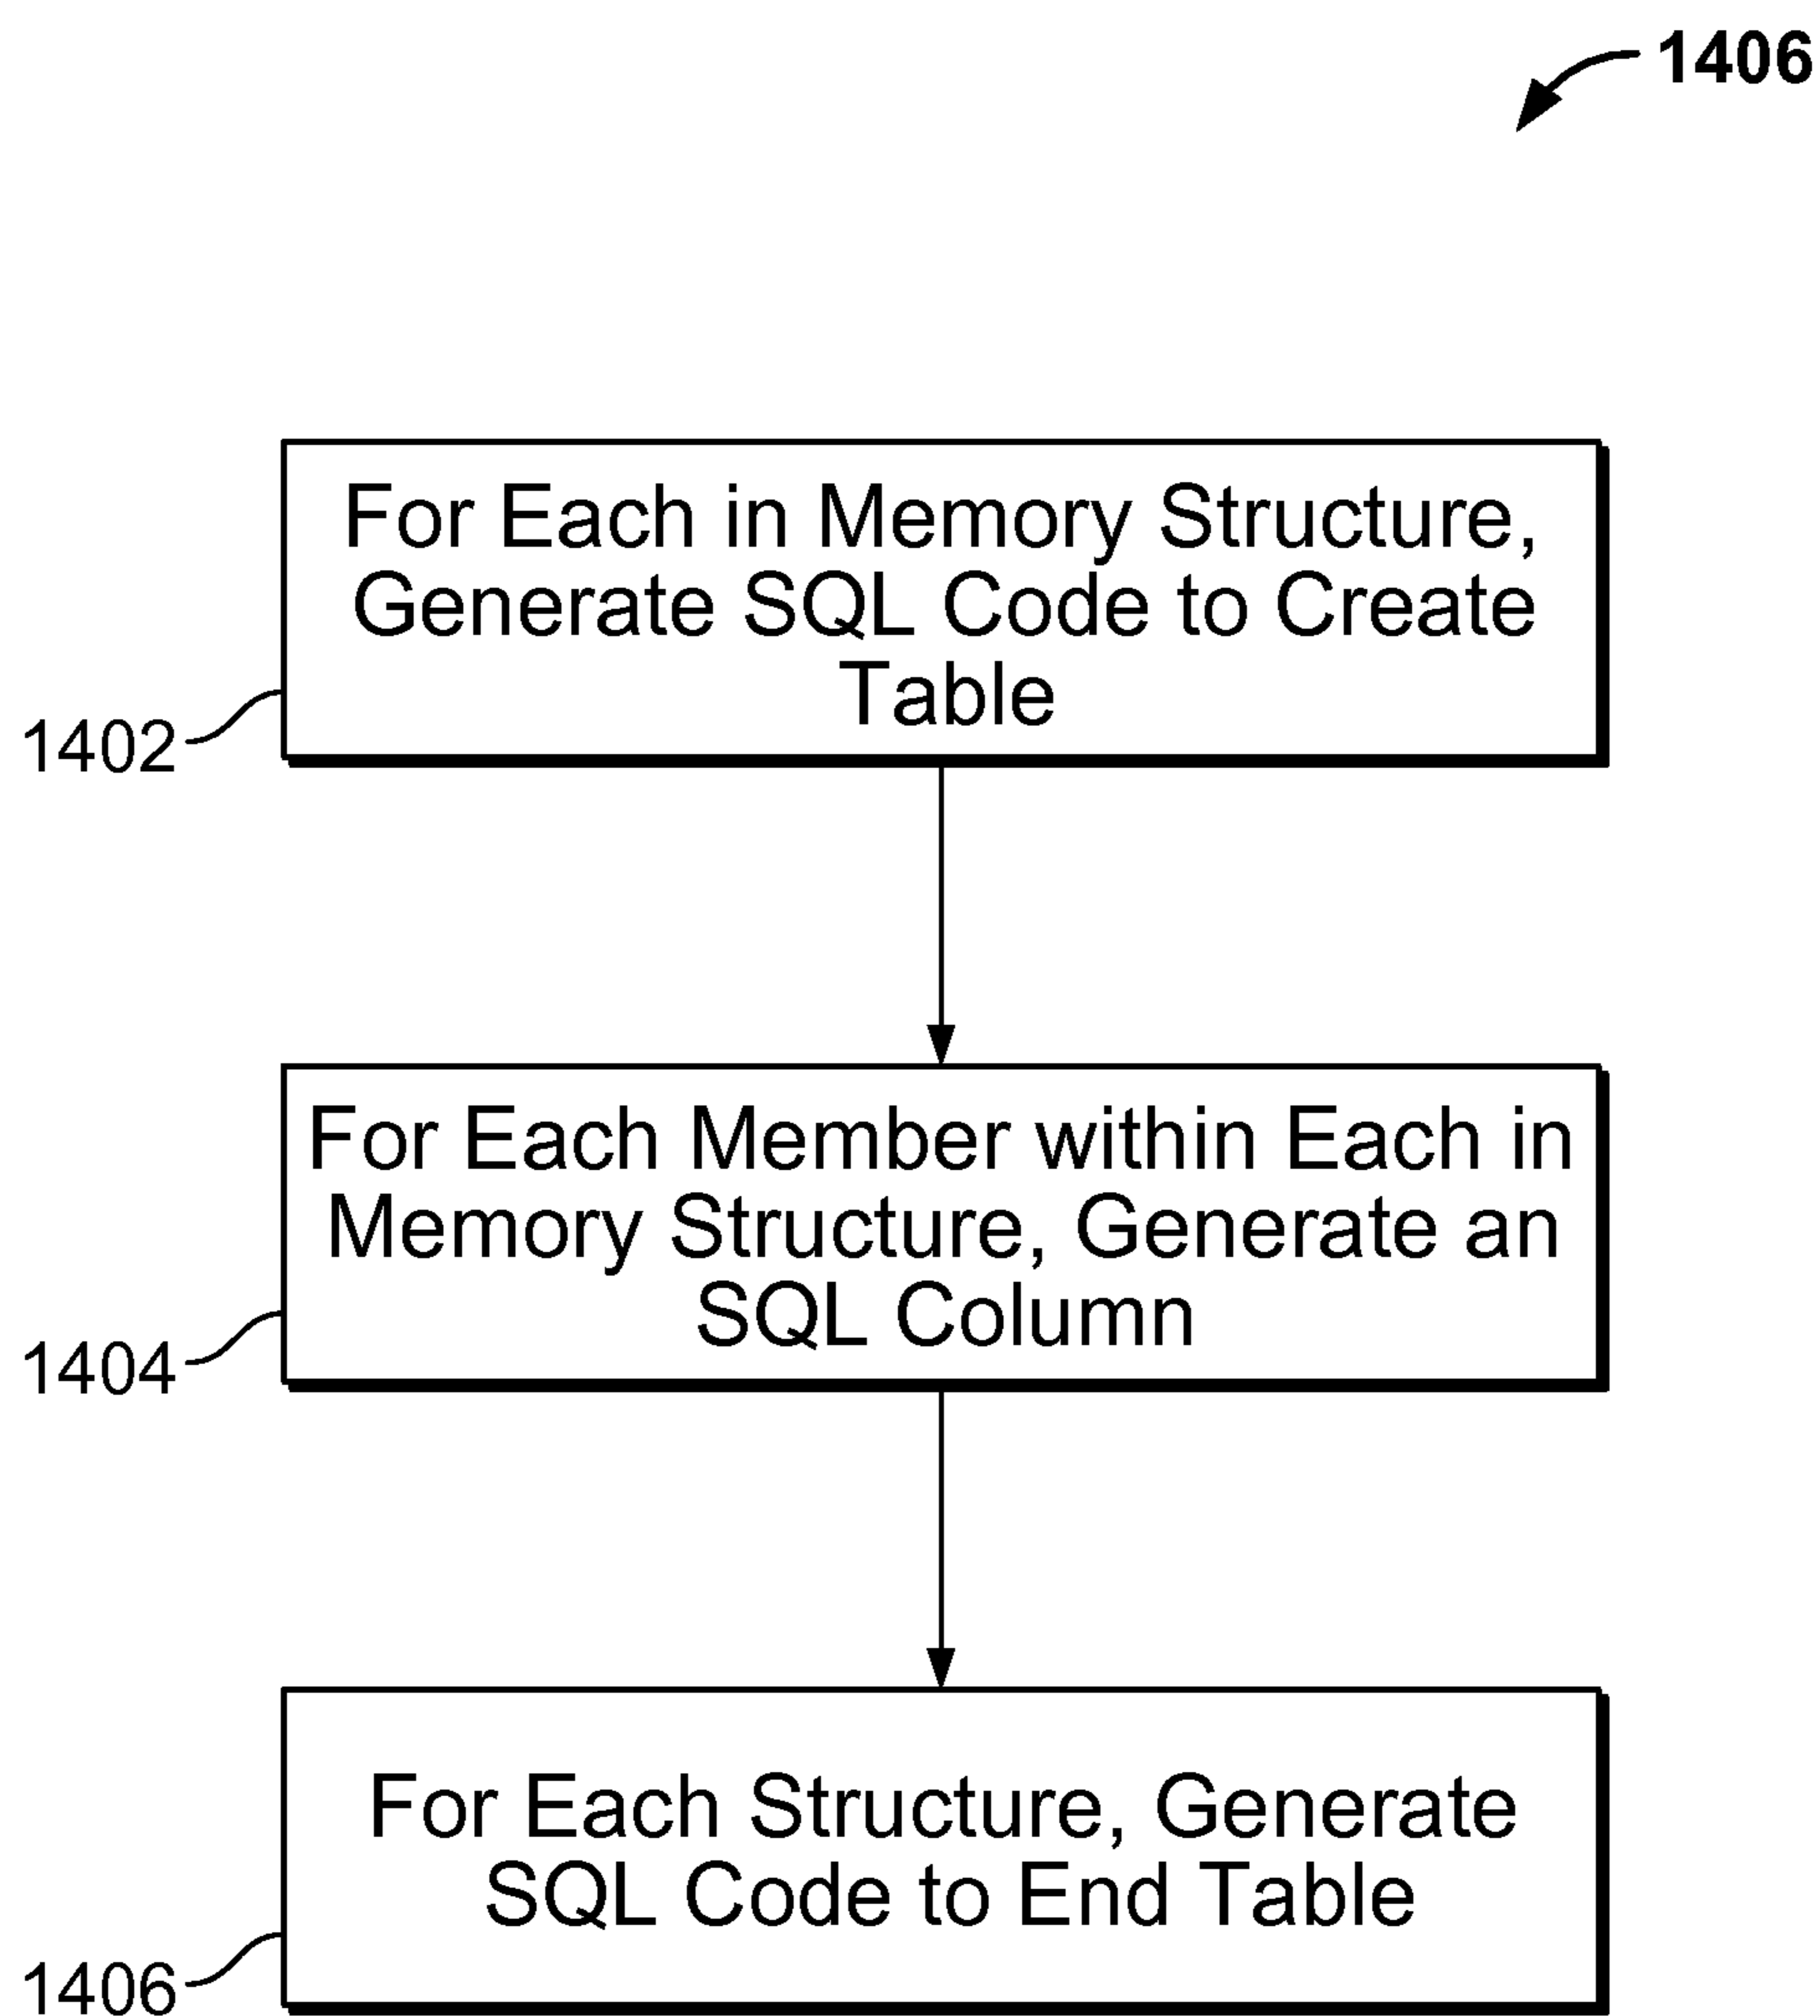 1406
For Each in Memory Structure,
Generate SQL Code to Create
Table
1402
For Each Member within Each in
Memory Structure, Generate an
SQL Column
1404
For Each Structure, Generate
SQL Code to End Table
1406